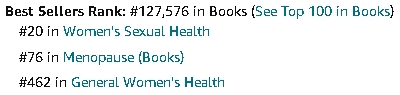 Best Sellers Rank: #127,576 in Books (See Top 100 in Books)
#20 in Women's Sexual Health
#76 in Menopause (Books)
#462 in General Women's Health